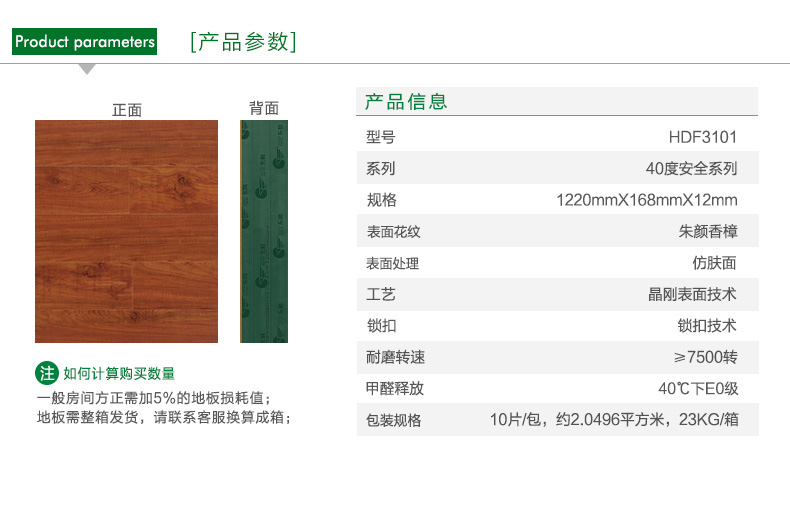 Product parameters
[产品参数]
正面
背面
产品信息
型号 HDF3101
系列 40度安全系列
规格 1220mmX168mmX12mm
表面花纹 朱颜香樟
表面处理 仿肤面
工艺 晶刚表面技术
锁扣 锁扣技术
耐磨转速 ≥7500转
甲醛释放 40℃下E0级
包装规格 10片/包，约2.0496平方米，23KG/箱
注 如何计算购买数量
一般房间方正需加5%的地板损耗值；
地板需整箱发货，请联系客服换算成箱；